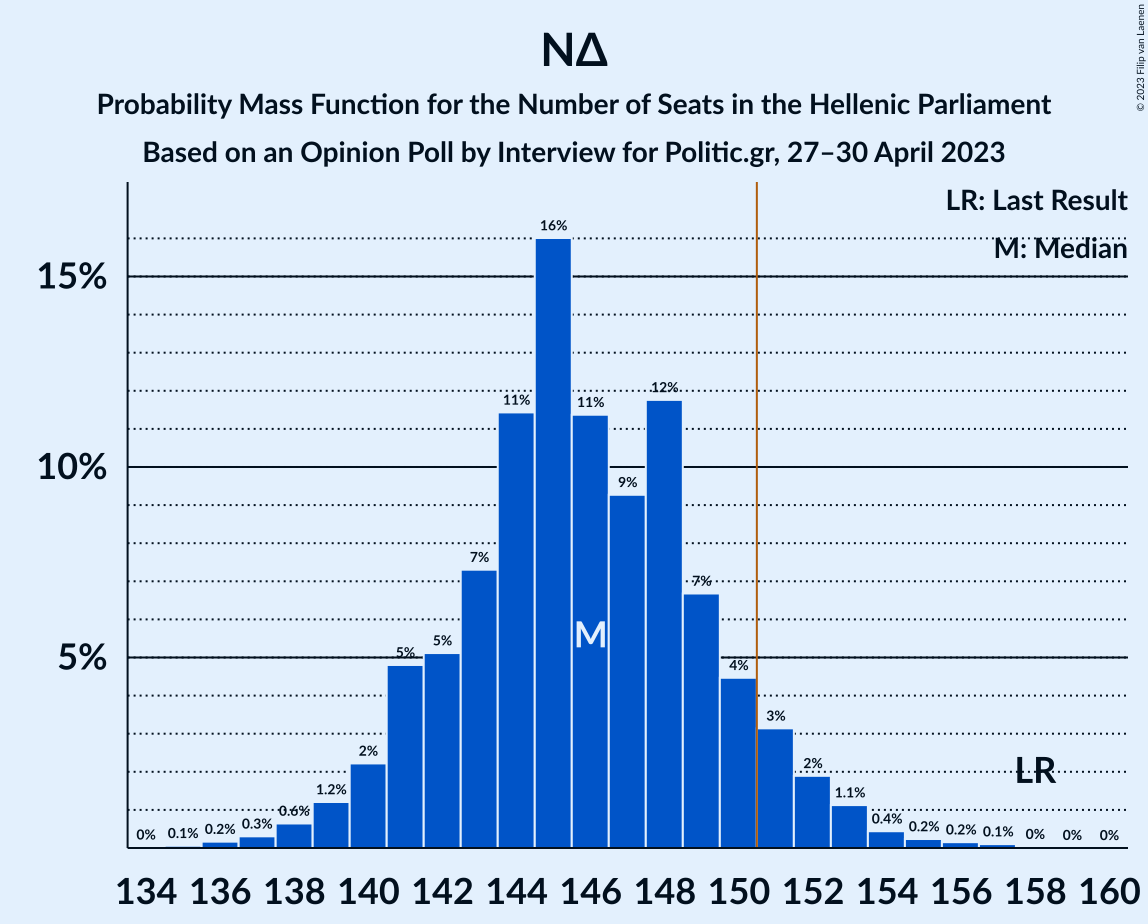 © 2023 Filip van Laenen
ΝΔ
Probability Mass Function for the Number of Seats in the Hellenic Parliament
Based on an Opinion Poll by Interview for Politic.gr, 27–30 April 2023
LR: Last Result
M: Median
15%
10%
5%
0% 0.1% 0.2% 0.3% 0.6% 1.2% 2% 5% 5% 7% 11% 16% 11% 9% 12% 7% 4% 3% 2% 1.1% 0.4% 0.2% 0.2% 0.1% 0% 0% 0%
M
LR
134 136 138 140 142 144 146 148 150 152 154 156 158 160